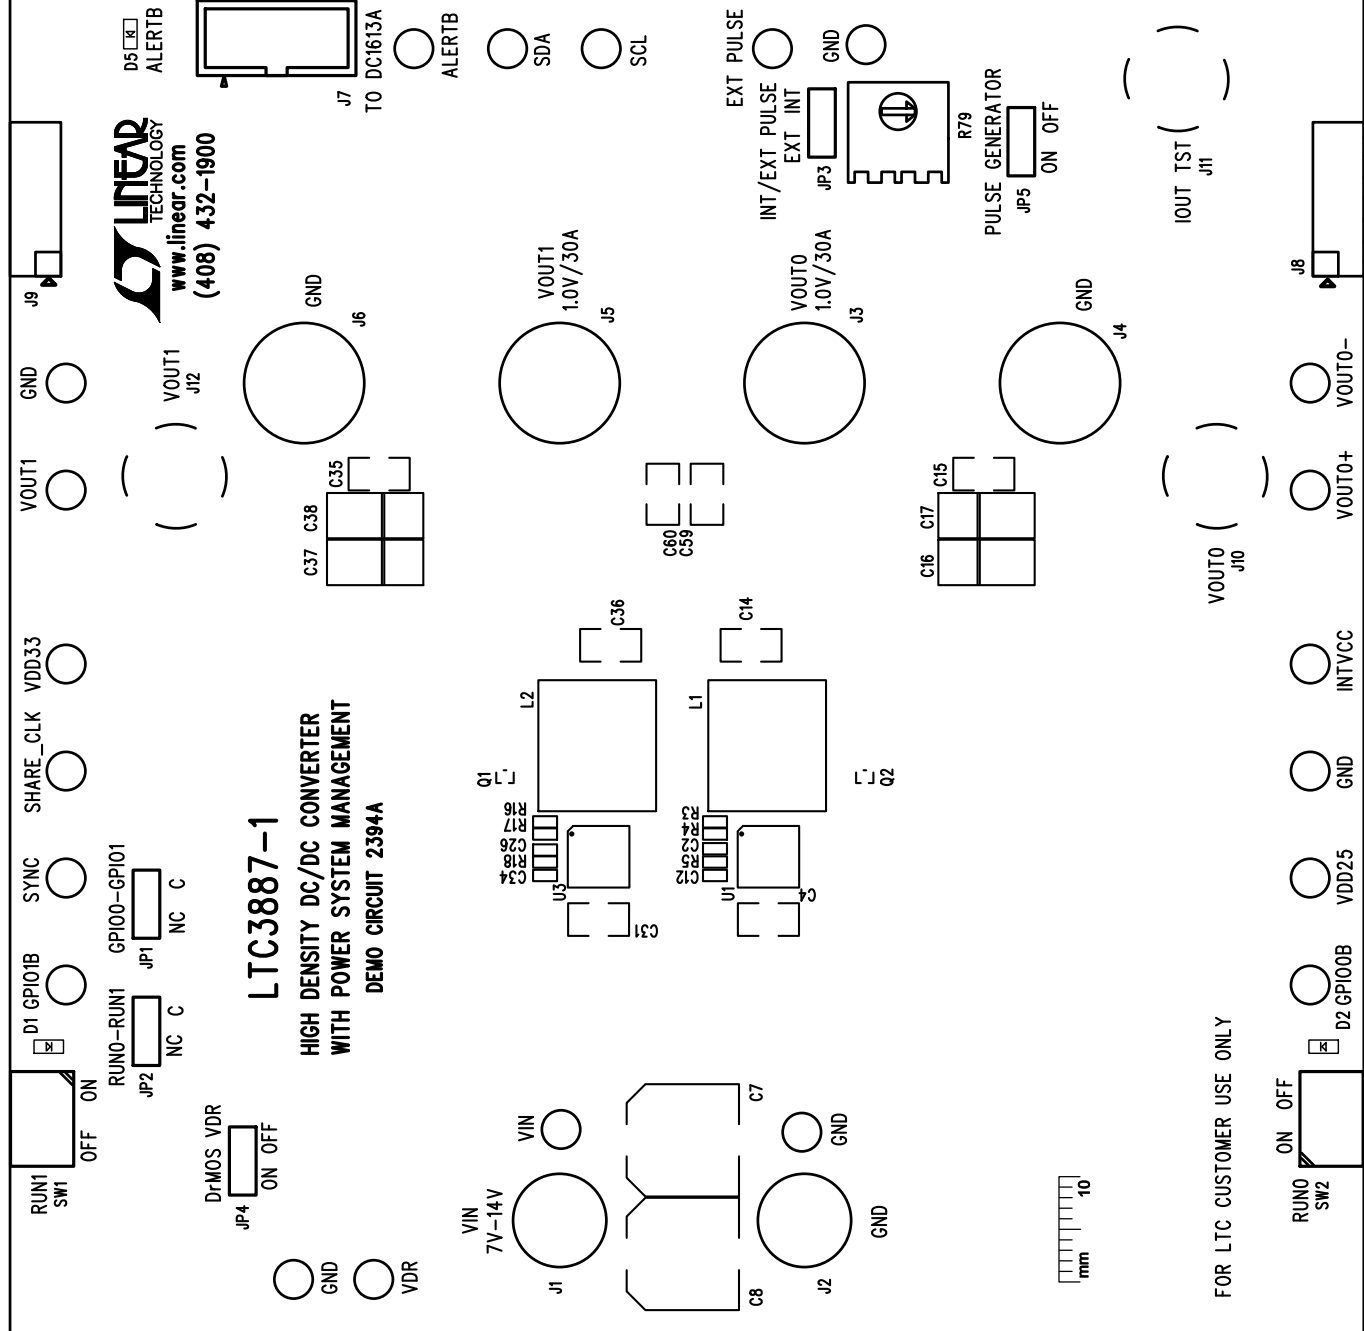 D5
ALERTB
J7
TO DC1613A
ALERTB
SDA
SCL
EXT PULSE
GND
INT/EXT PULSE
EXT INT
JP3
R79
PULSE GENERATOR
JP5
ON OFF
IOUT TST
J11
LINEAR
TECHNOLOGY
www.linear.com
(408) 432-1900
J9
J8
GND
J6
VOUT1
1.0V/30A
J5
VOUT0
1.0V/30A
J3
GND
J4
GND
VOUT1
J12
VOUT0-
VOUT1
C35
C38
C37
C60
C59
C15
C17
C16
VOUT0+
VOUT0
J10
C36
C14
VDD33
INTVCC
L2
L1
SHARE_CLK
GND
Q1
Q2
R16
R17
C26
R18
C34
U3
C31
R3
R4
C2
R5
C12
U1
C4
SYNC
VDD25
GPIO0-GPIO1
JP1
NC C
LTC3887-1
HIGH DENSITY DC/DC CONVERTER
WITH POWER SYSTEM MANAGEMENT
DEMO CIRCUIT 2394A
D1 GPIO1B
D2 GPIO0B
RUN0-RUN1
JP2
NC C
OFF ON
RUN1
SW1
DrMOS VDR
JP4
ON OFF
VIN
GND
C7
VIN
7V-14V
J1
GND
J2
C8
GND
VDR
mm 10
FOR LTC CUSTOMER USE ONLY
ON OFF
RUN0
SW2